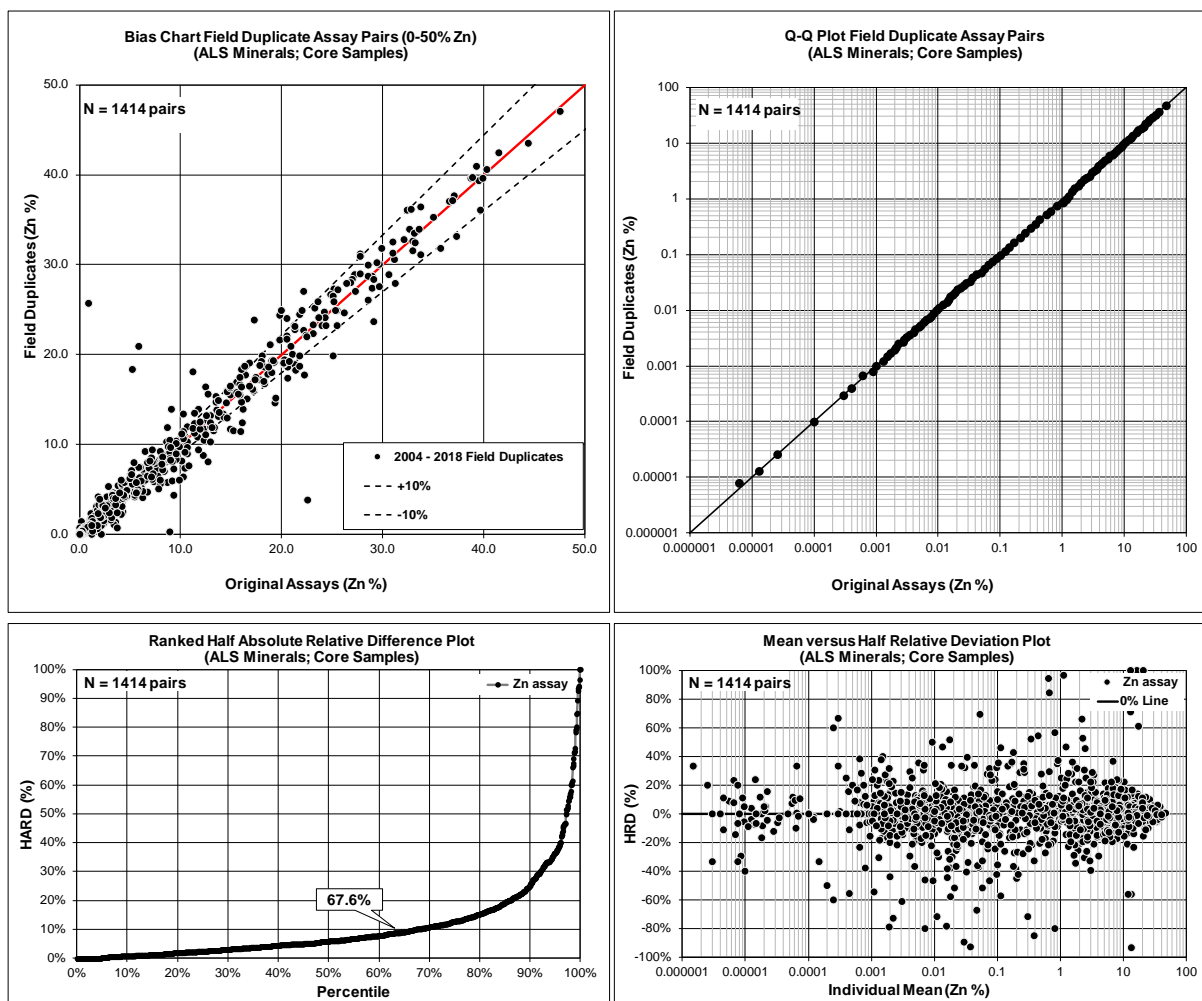 Bias Chart Field Duplicate Assay Pairs (0-50% Zn)
(ALS Minerals; Core Samples)
N = 1414 pairs
Field Duplicates (Zn %)
50.0
40.0
30.0
20.0
10.0
0.0
0.0 10.0 20.0 30.0 40.0 50.0
Original Assays (Zn %)
2004 - 2018 Field Duplicates
+10%
-10%
Q-Q Plot Field Duplicate Assay Pairs
(ALS Minerals; Core Samples)
N = 1414 pairs
Field Duplicates (Zn %)
100
10
1
0.1
0.01
0.001
0.0001
0.00001
0.000001
0.000001 0.00001 0.0001 0.001 0.01 0.1 1 10 100
Original Assays (Zn %)
Ranked Half Absolute Relative Difference Plot
(ALS Minerals; Core Samples)
N = 1414 pairs
Zn assay
HARD (%)
100%
90%
80%
70%
60%
50%
40%
30%
20%
10%
0%
67.6%
0% 10% 20% 30% 40% 50% 60% 70% 80% 90% 100%
Percentile
Mean versus Half Relative Deviation Plot
(ALS Minerals; Core Samples)
N = 1414 pairs
Zn assay
0% Line
HRD (%)
100%
80%
60%
40%
20%
0%
-20%
-40%
-60%
-80%
-100%
0.000001 0.00001 0.0001 0.001 0.01 0.1 1 10 100
Individual Mean (Zn %)